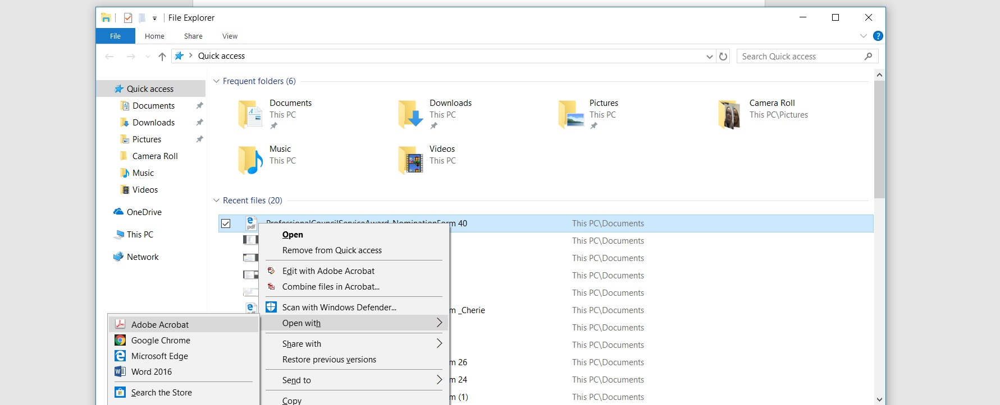 File Explorer
File Home Share View
Quick access
Search Quick access
Quick access
Documents
Downloads
Pictures
Camera Roll
Music
Videos
OneDrive
This PC
Network
Frequent folders (6)
Documents
This PC
Downloads
This PC
Pictures
This PC
Camera Roll
This PC\Pictures
Music
This PC
Videos
This PC
Recent files (20)
pdf ProfessionalCouncilServiceAward_NominationForm 40 This PC\Documents
This PC\Documents
This PC\Documents
This PC\Documents
This PC\Documents
m _Cherie This PC\Documents
This PC\Documents
This PC\Documents
m 26 This PC\Documents
m 24 This PC\Documents
m (1) This PC\Documents
Open
Remove from Quick access
Edit with Adobe Acrobat
Combine files in Acrobat...
Scan with Windows Defender...
Open with
Share with
Restore previous versions
Send to
Copy
Adobe Acrobat
Google Chrome
Microsoft Edge
Word 2016
Search the Store